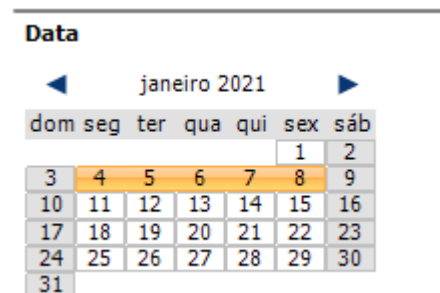 Data
janeiro 2021
dom seg ter qua qui sex sáb
1 2
3 4 5 6 7 8 9
10 11 12 13 14 15 16
17 18 19 20 21 22 23
24 25 26 27 28 29 30
31